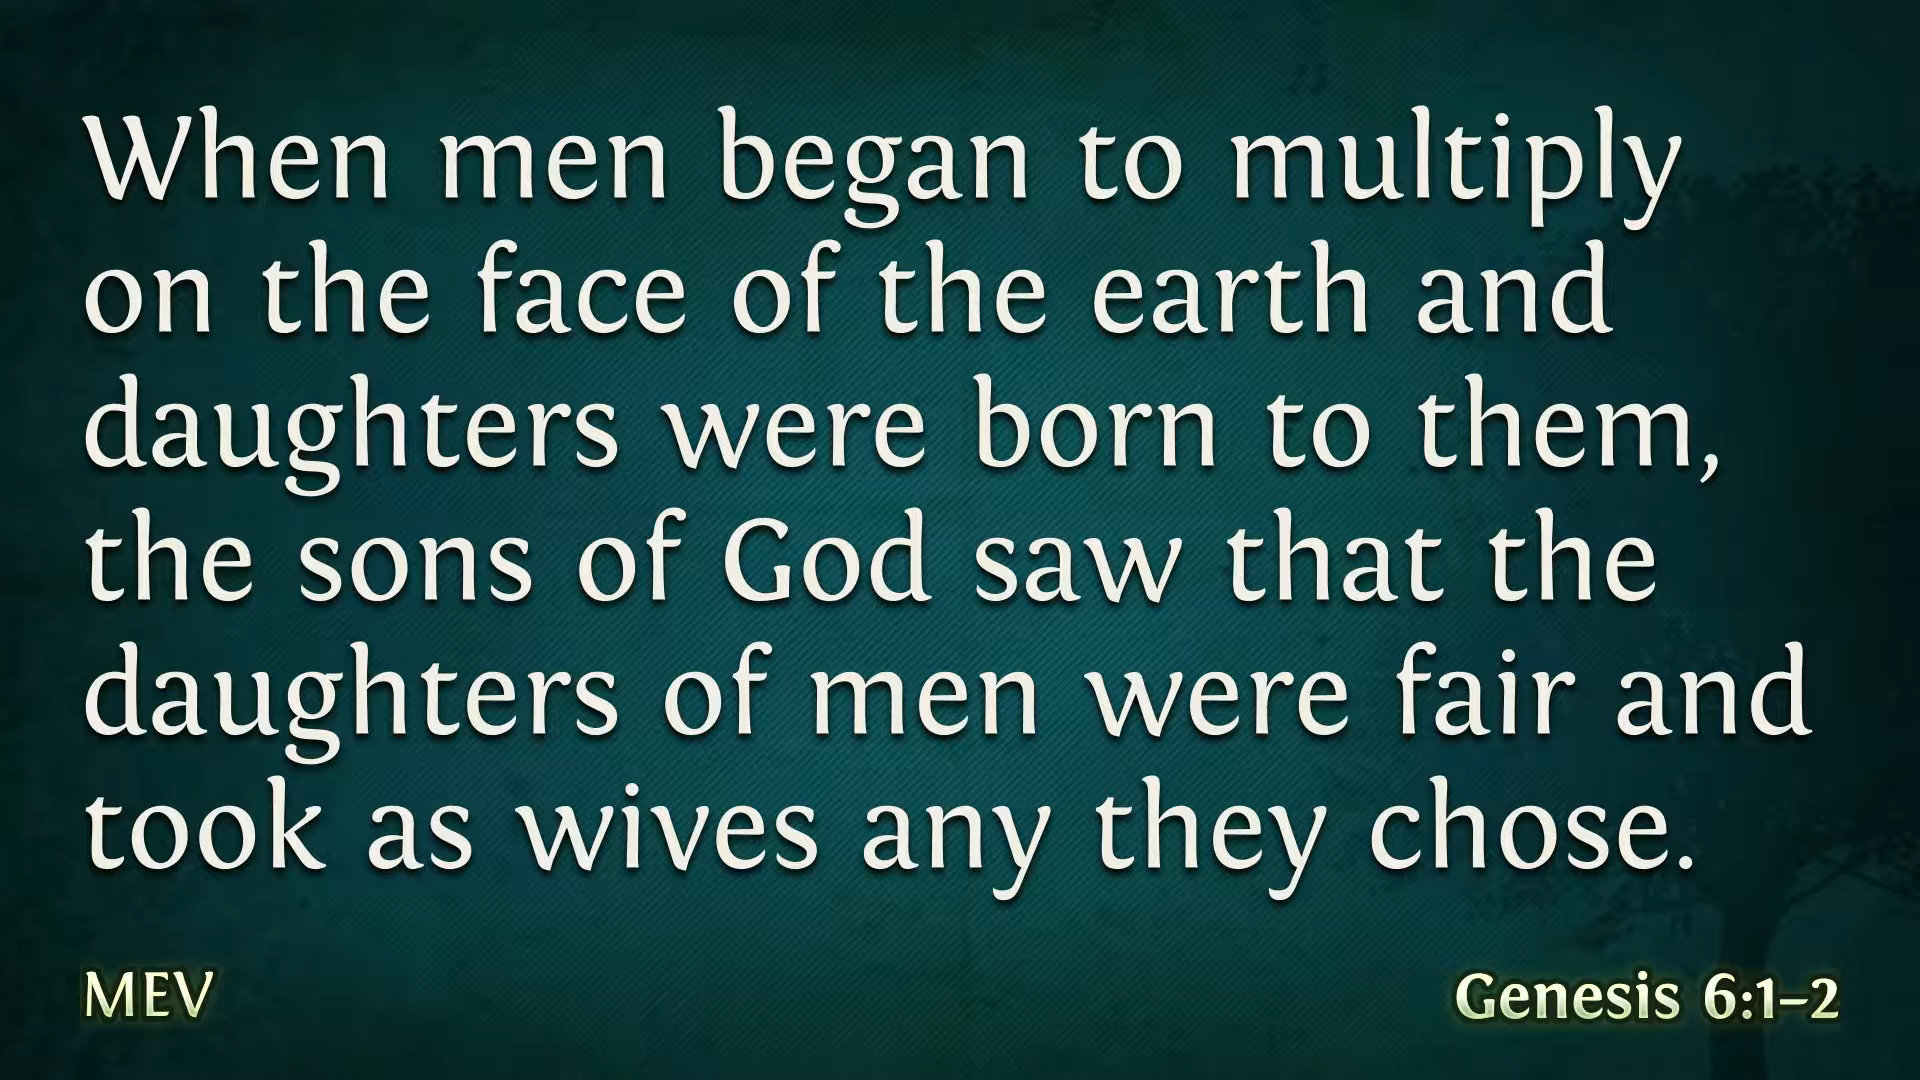 When men began to multiply
on the face of the earth and
daughters were born to them,
the sons of God saw that the
daughters of men were fair and
took as wives any they chose.
MEV
Genesis 6:1–2